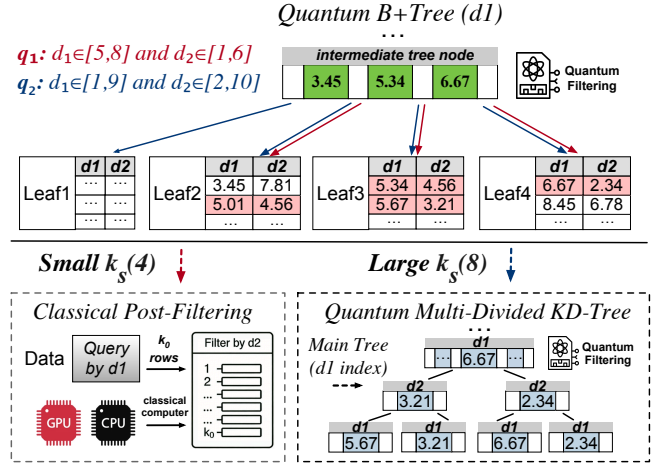 Quantum B+Tree (d1)
...
q₁: d₁∈[5,8] and d₂∈[1,6]
q₂: d₁∈[1,9] and d₂∈[2,10]
intermediate tree node
3.45 5.34 6.67
Quantum
Filtering
Leaf1
d1 d2
... ...
... ...
... ...
Leaf2
d1 d2
3.45 7.81
5.01 4.56
... ...
Leaf3
d1 d2
5.34 4.56
5.67 3.21
... ...
Leaf4
d1 d2
6.67 2.34
8.45 6.78
... ...
Small kₛ(4)
Large kₛ(8)
Classical Post-Filtering
Data
Query
by d1
k₀
rows
classical
computer
GPU
CPU
Filter by d2
1
2
...
...
...
k₀
Quantum Multi-Divided KD-Tree
...
Main Tree
(d1 index)
d1
... 6.67 ...
Quantum
Filtering
d2 d2
3.21 2.34
d1 d1 d1 d1
5.67 3.21 6.67 2.34